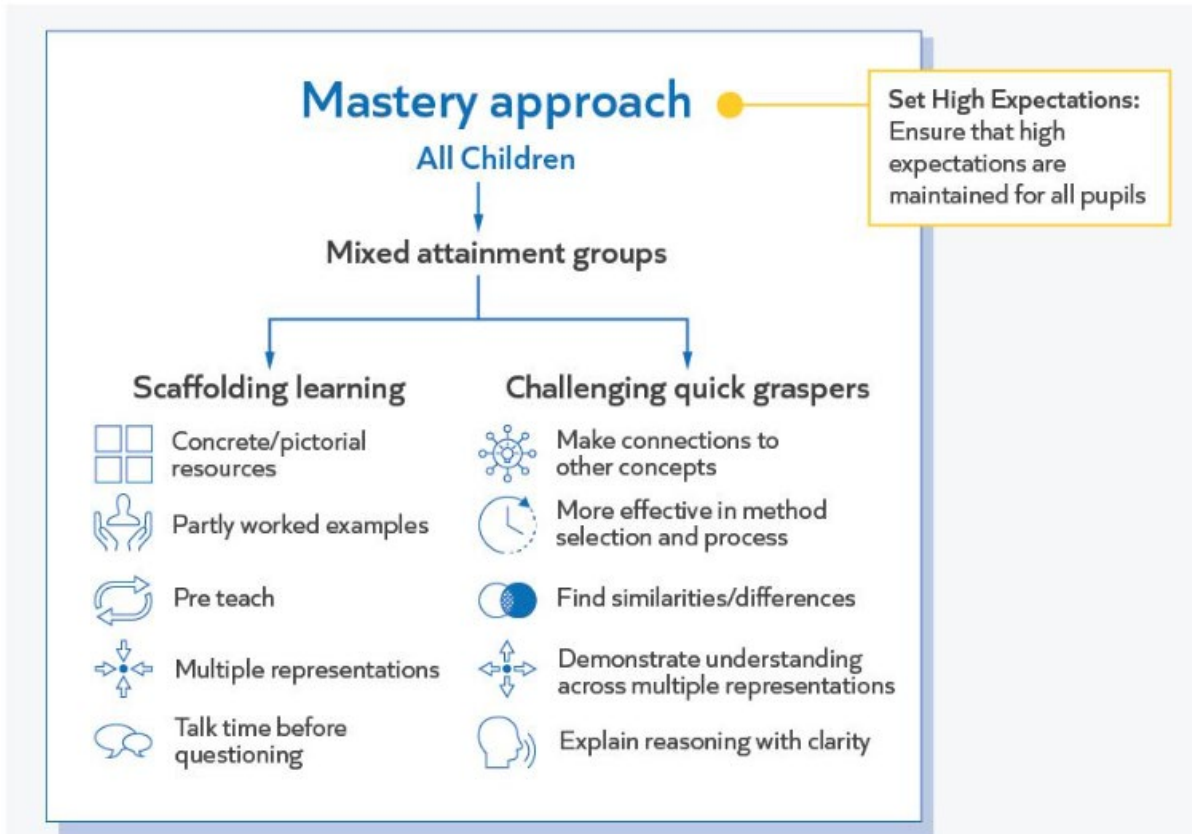 Mastery approach
All Children
Set High Expectations:
Ensure that high
expectations are
maintained for all pupils
Mixed attainment groups
Scaffolding learning
Concrete/pictorial
resources
Partly worked examples
Pre teach
Multiple representations
Talk time before
questioning
Challenging quick graspers
Make connections to
other concepts
More effective in method
selection and process
Find similarities/differences
Demonstrate understanding
across multiple representations
Explain reasoning with clarity